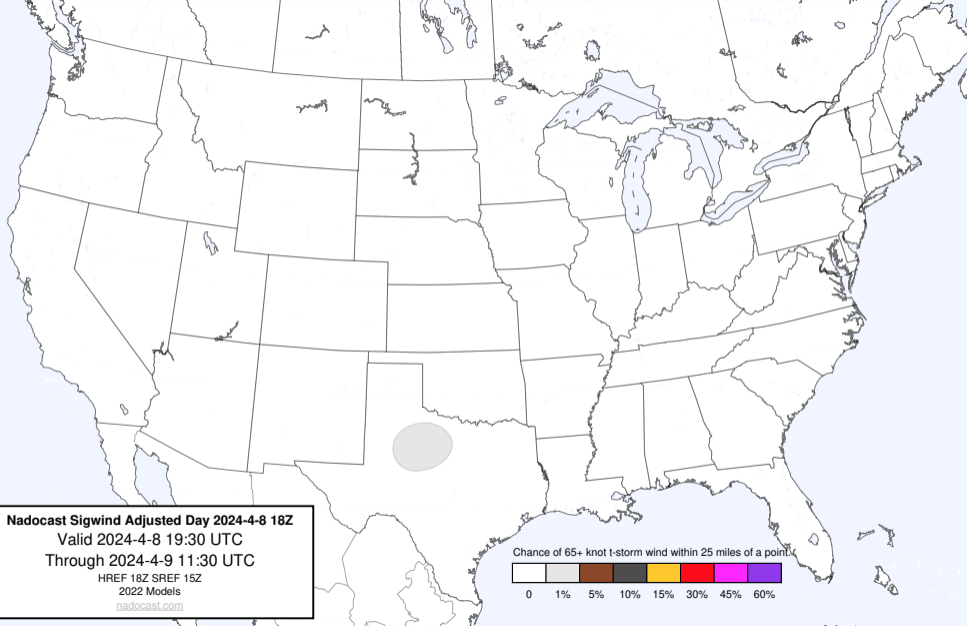 Nadocast Sigwind Adjusted Day 2024-4-8 18Z
Valid 2024-4-8 19:30 UTC
Through 2024-4-9 11:30 UTC
HREF 18Z SREF 15Z
2022 Models
nadocast.com
Chance of 65+ knot t-storm wind within 25 miles of a point.
0 1% 5% 10% 15% 30% 45% 60%